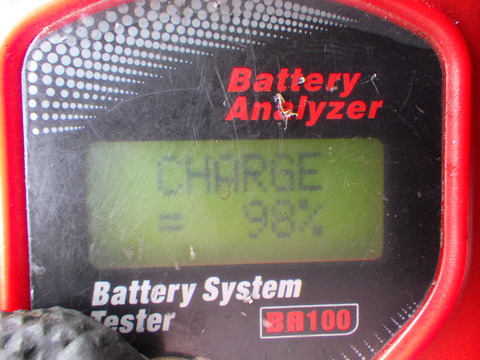 Battery
Analyzer
CHARGE
= 98%
Battery System
Tester
BA100